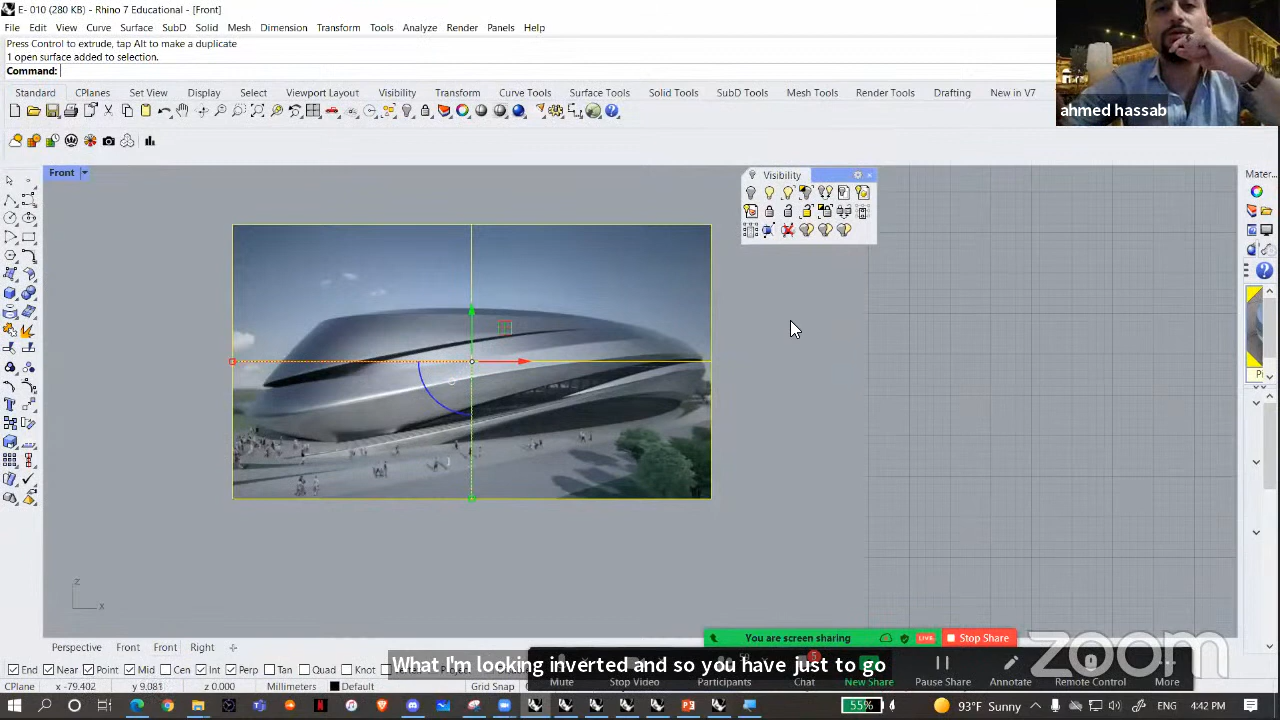 E- 010 (280 KB) - Rhino 7 Educational - [Front]
File Edit View Curve Surface SubD Solid Mesh Dimension Transform Tools Analyze Render Panels Help
Press Control to extrude, tap Alt to make a duplicate
1 open surface added to selection.
Command:
ahmed hassab
Standard CPlanes Set View Display Select Viewport Layout Visibility Transform Curve Tools Surface Tools Solid Tools SubD Tools Mesh Tools Render Tools Drafting New in V7
Front
Visibility
Mater...
z
x
You are screen sharing LIVE Stop Share
zoom
Perspective Top Front Right
What I'm looking inverted and so you have just to go
End Near Point Mid Cen Int Perp Tan Quad Knot
Mute Stop Video Participants Chat New Share Pause Share Annotate Remote Control More
CPlane x -79.402 y 9.081 z 0.000 Millimeters Default Grid Snap
55% 93°F Sunny 4:42 PM